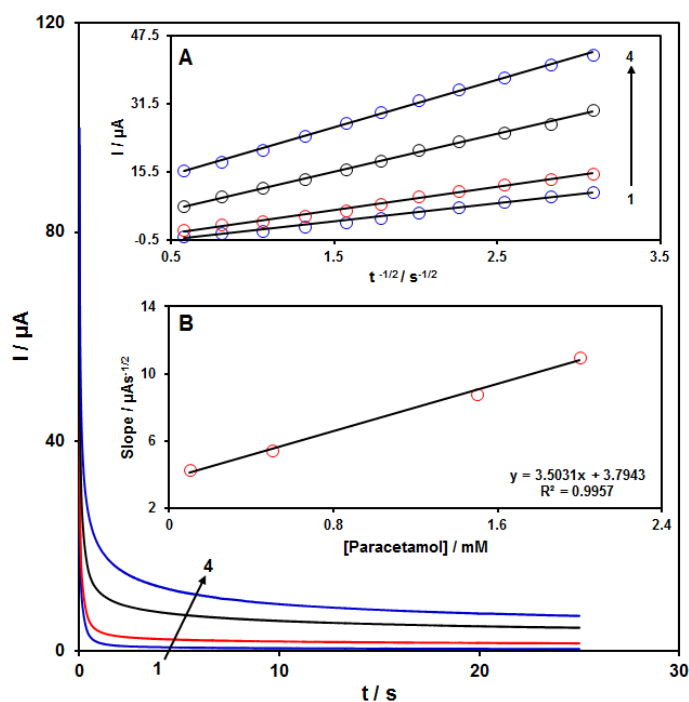 120
80
40
0
I / µA
0
10
20
30
t / s
1
4
A
47.5
31.5
15.5
-0.5
I / µA
0.5
1.5
2.5
3.5
t -1/2 / s-1/2
4
1
B
14
10
6
2
Slope / µAs-1/2
0
0.8
1.6
2.4
[Paracetamol] / mM
y = 3.5031x + 3.7943
R² = 0.9957